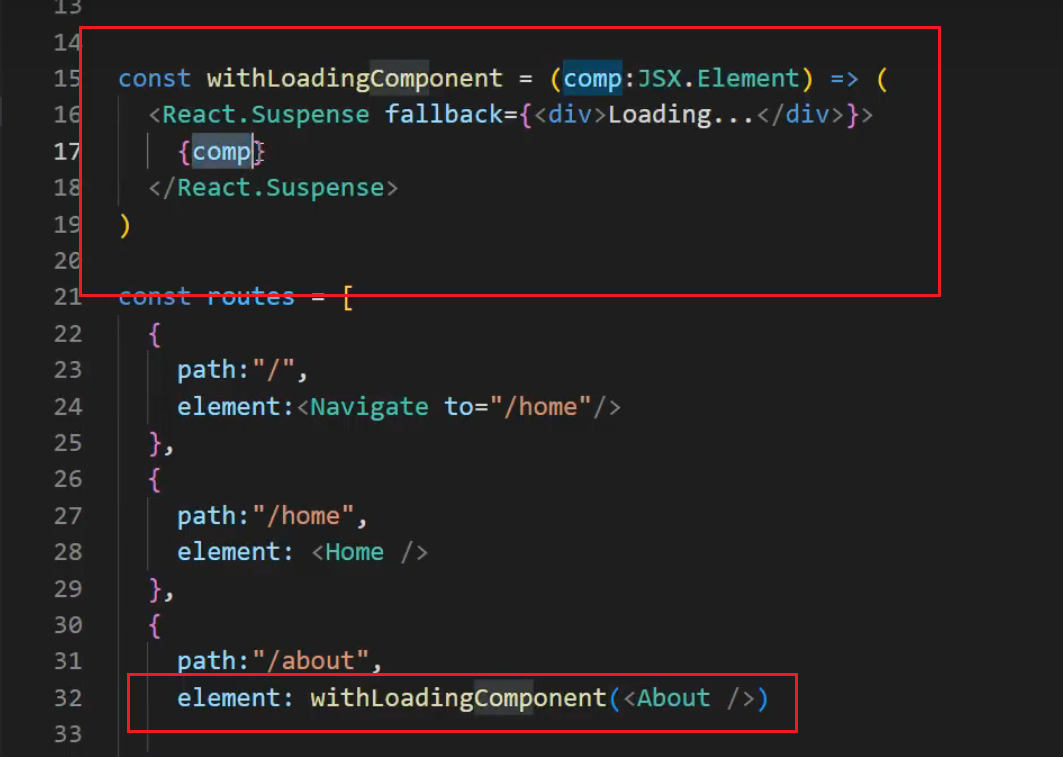 13
14
15 const withLoadingComponent = (comp:JSX.Element) => (
16 <React.Suspense fallback={<div>Loading...</div>}>
17 {comp}
18 </React.Suspense>
19 )
20
21 const routes = [
22 {
23 path:"/",
24 element:<Navigate to="/home"/>
25 },
26 {
27 path:"/home",
28 element: <Home />
29 },
30 {
31 path:"/about",
32 element: withLoadingComponent(<About />)
33